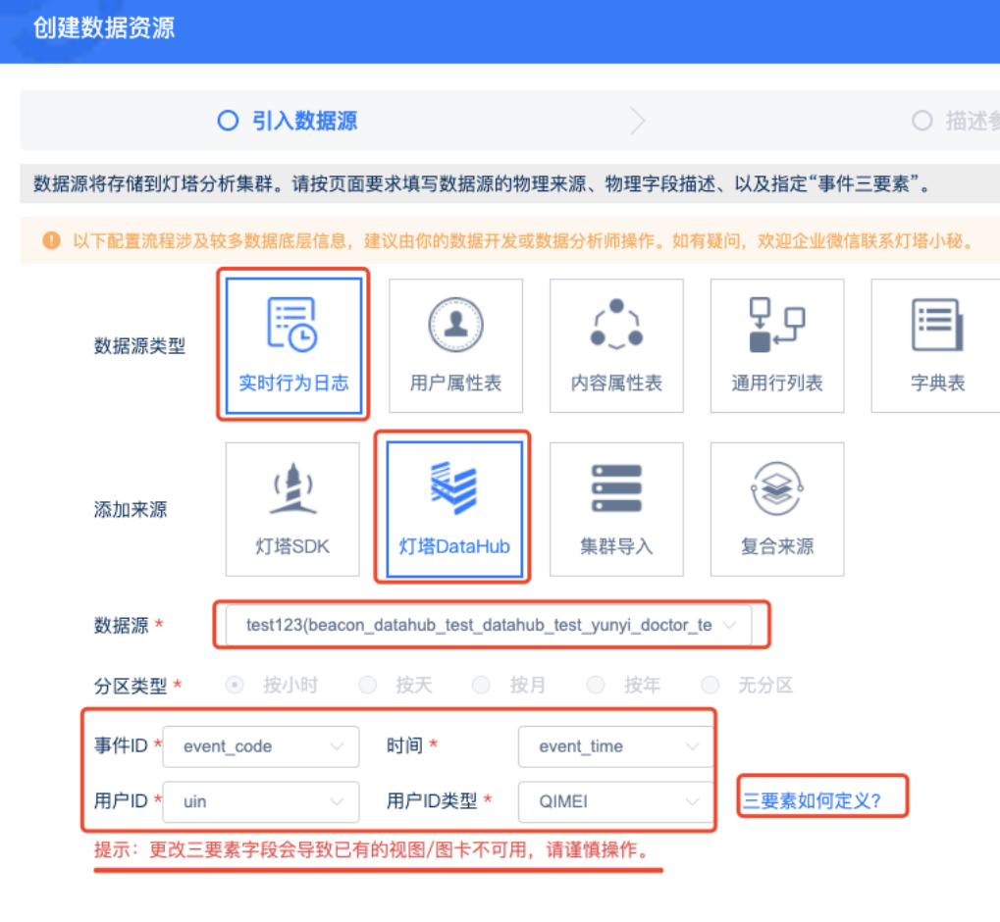 创建数据资源
引入数据源
描述参
数据源将存储到灯塔分析集群。请按页面要求填写数据源的物理来源、物理字段描述、以及指定“事件三要素”。
以下配置流程涉及较多数据底层信息，建议由你的数据开发或数据分析师操作。如有疑问，欢迎企业微信联系灯塔小秘。
数据源类型
实时行为日志
用户属性表
内容属性表
通用行列表
字典表
添加来源
灯塔SDK
灯塔DataHub
集群导入
复合来源
数据源 * test123(beacon_datahub_test_datahub_test_yunyi_doctor_te
分区类型 * 按小时 按天 按月 按年 无分区
事件ID * event_code 时间 * event_time
用户ID * uin 用户ID类型 * QIMEI 三要素如何定义?
提示：更改三要素字段会导致已有的视图/图卡不可用，请谨慎操作。